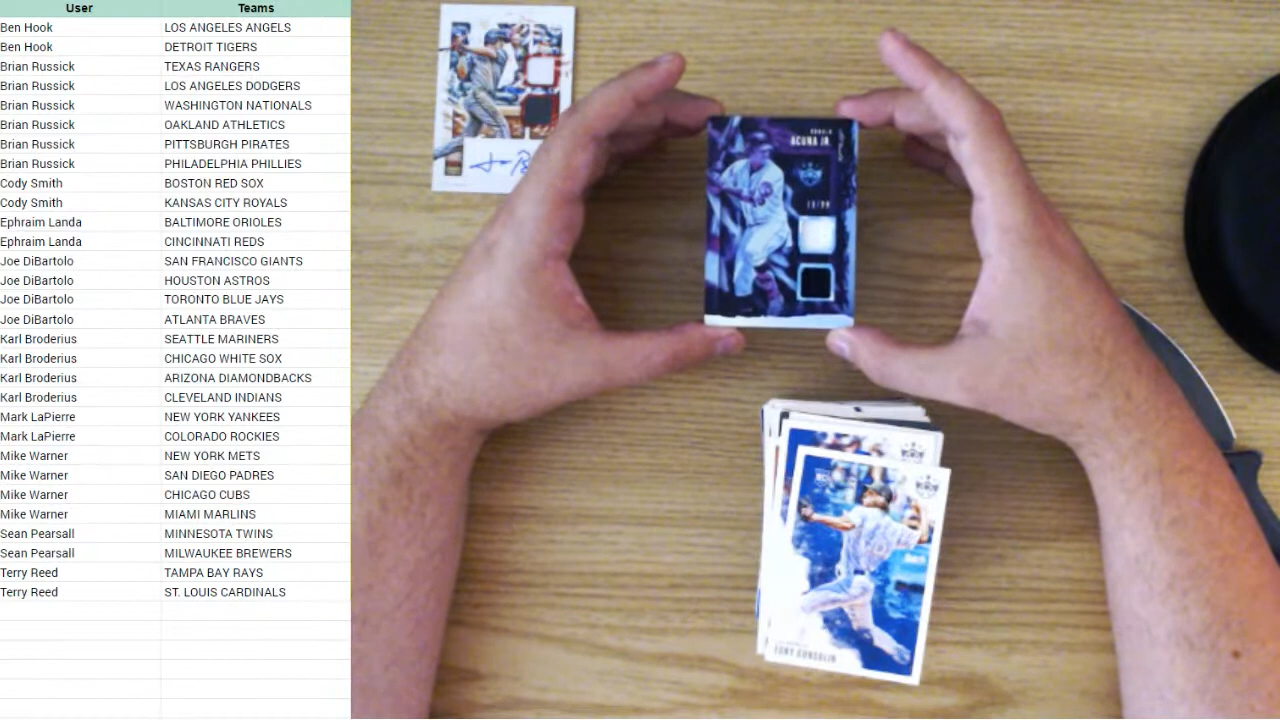 User Teams
Ben Hook LOS ANGELES ANGELS
Ben Hook DETROIT TIGERS
Brian Russick TEXAS RANGERS
Brian Russick LOS ANGELES DODGERS
Brian Russick WASHINGTON NATIONALS
Brian Russick OAKLAND ATHLETICS
Brian Russick PITTSBURGH PIRATES
Brian Russick PHILADELPHIA PHILLIES
Cody Smith BOSTON RED SOX
Cody Smith KANSAS CITY ROYALS
Ephraim Landa BALTIMORE ORIOLES
Ephraim Landa CINCINNATI REDS
Joe DiBartolo SAN FRANCISCO GIANTS
Joe DiBartolo HOUSTON ASTROS
Joe DiBartolo TORONTO BLUE JAYS
Joe DiBartolo ATLANTA BRAVES
Karl Broderius SEATTLE MARINERS
Karl Broderius CHICAGO WHITE SOX
Karl Broderius ARIZONA DIAMONDBACKS
Karl Broderius CLEVELAND INDIANS
Mark LaPierre NEW YORK YANKEES
Mark LaPierre COLORADO ROCKIES
Mike Warner NEW YORK METS
Mike Warner SAN DIEGO PADRES
Mike Warner CHICAGO CUBS
Mike Warner MIAMI MARLINS
Sean Pearsall MINNESOTA TWINS
Sean Pearsall MILWAUKEE BREWERS
Terry Reed TAMPA BAY RAYS
Terry Reed ST. LOUIS CARDINALS
RONALD
ACUNA JR.
TONY GONSOLIN